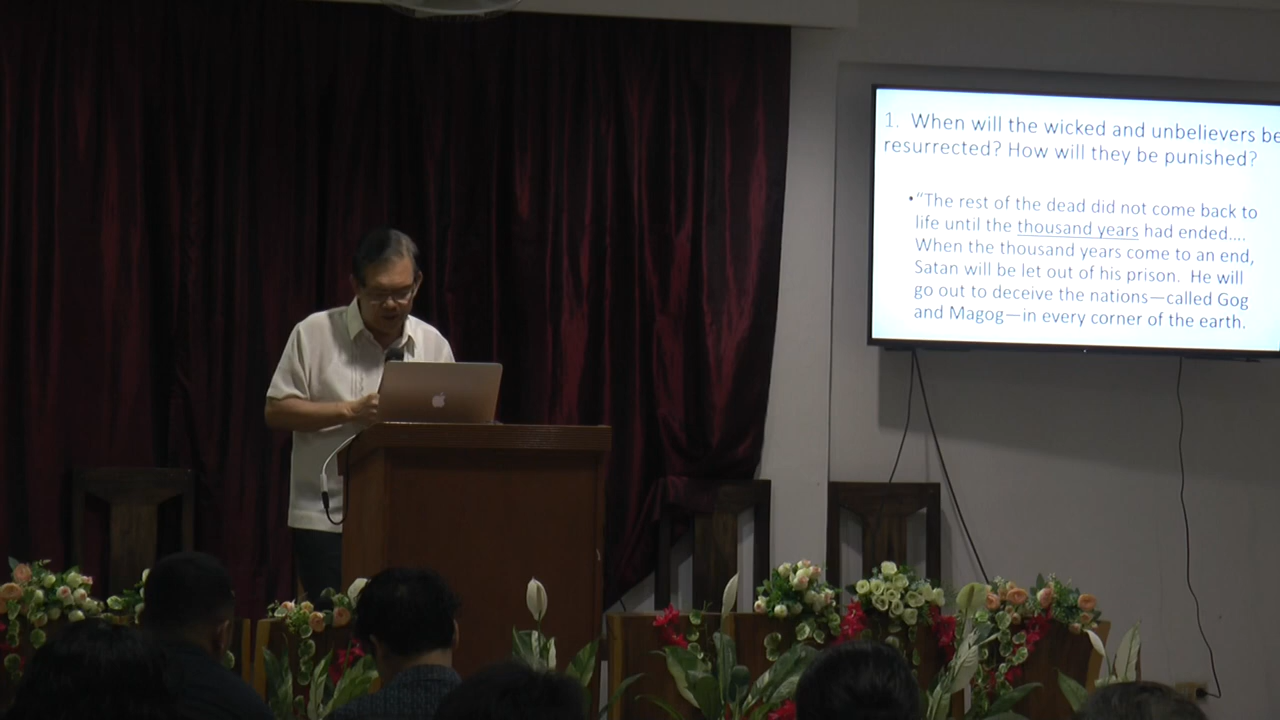 1. When will the wicked and unbelievers be
resurrected? How will they be punished?
•“The rest of the dead did not come back to
life until the thousand years had ended....
When the thousand years come to an end,
Satan will be let out of his prison. He will
go out to deceive the nations—called Gog
and Magog—in every corner of the earth.